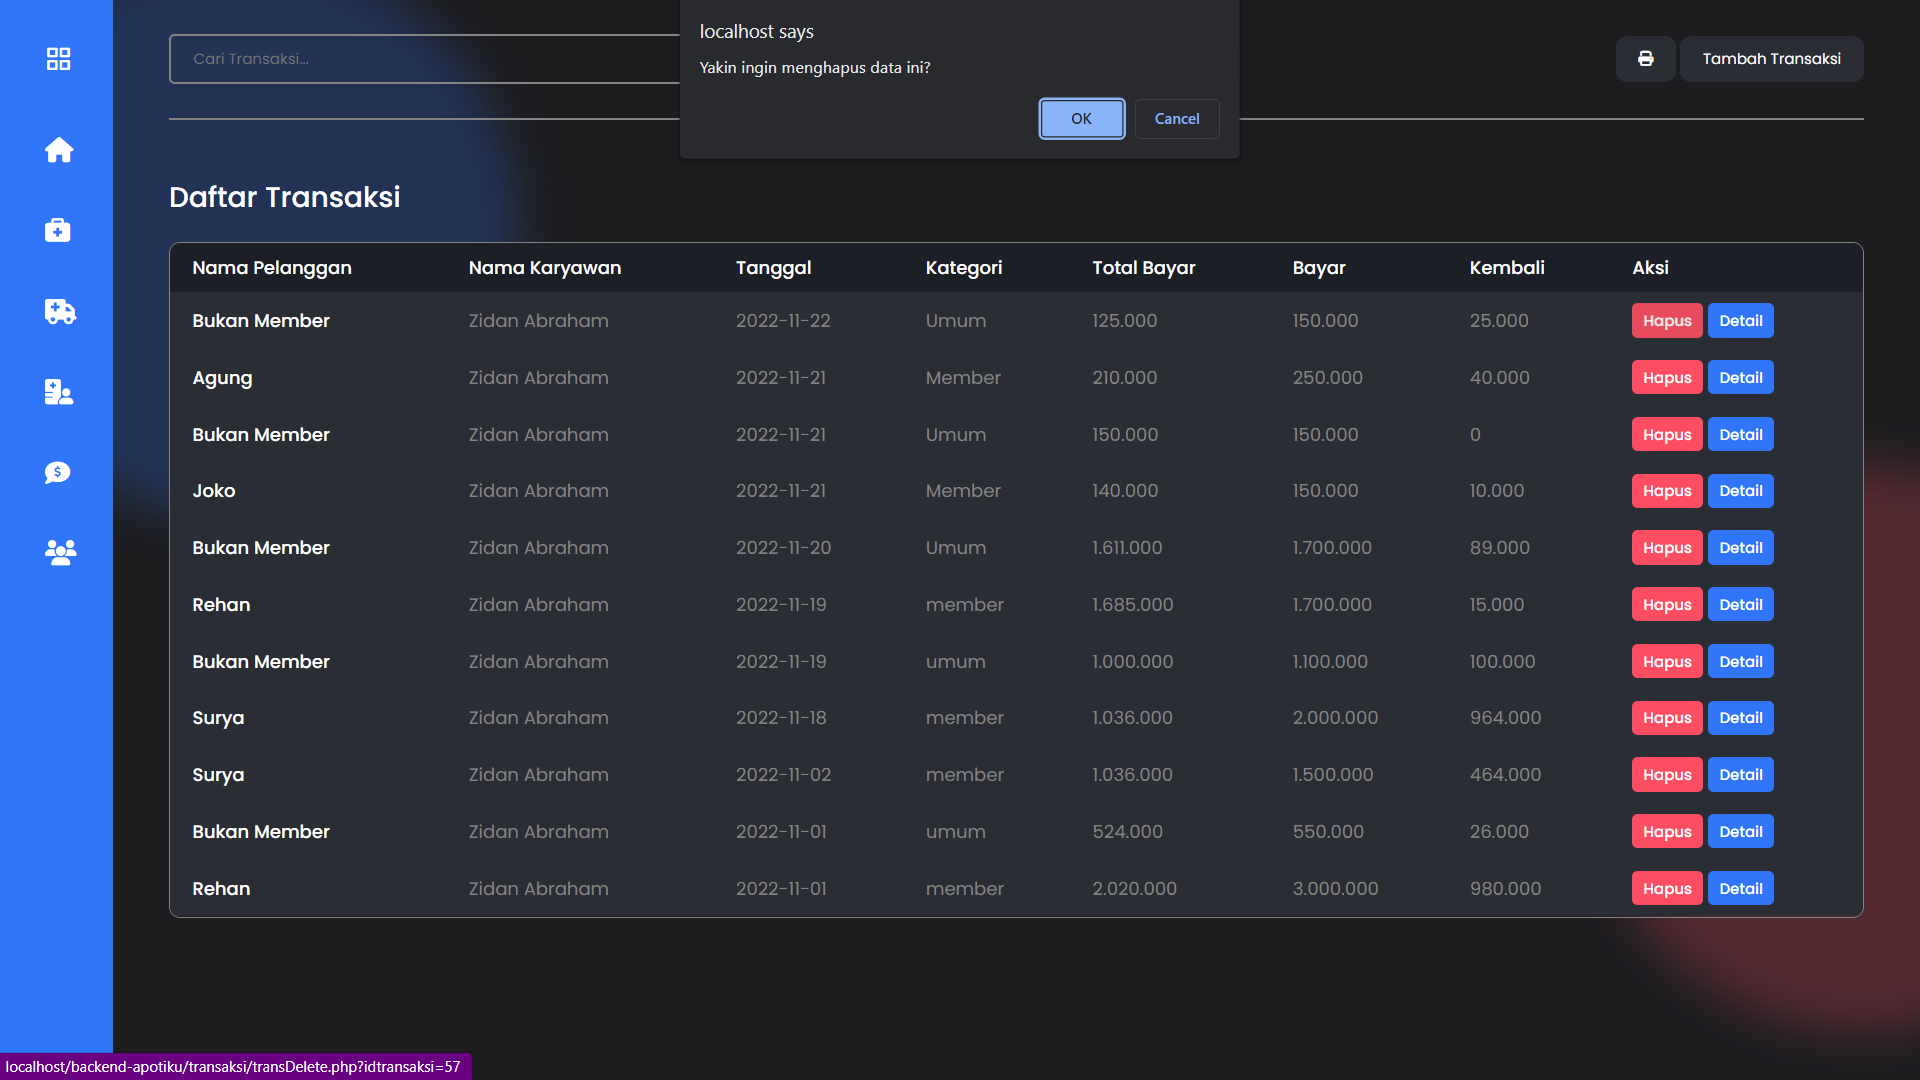 localhost says
Yakin ingin menghapus data ini?
OK Cancel
Cari Transaksi...
Tambah Transaksi
Daftar Transaksi
Nama Pelanggan Nama Karyawan Tanggal Kategori Total Bayar Bayar Kembali Aksi
Bukan Member Zidan Abraham 2022-11-22 Umum 125.000 150.000 25.000 Hapus Detail
Agung Zidan Abraham 2022-11-21 Member 210.000 250.000 40.000 Hapus Detail
Bukan Member Zidan Abraham 2022-11-21 Umum 150.000 150.000 0 Hapus Detail
Joko Zidan Abraham 2022-11-21 Member 140.000 150.000 10.000 Hapus Detail
Bukan Member Zidan Abraham 2022-11-20 Umum 1.611.000 1.700.000 89.000 Hapus Detail
Rehan Zidan Abraham 2022-11-19 member 1.685.000 1.700.000 15.000 Hapus Detail
Bukan Member Zidan Abraham 2022-11-19 umum 1.000.000 1.100.000 100.000 Hapus Detail
Surya Zidan Abraham 2022-11-18 member 1.036.000 2.000.000 964.000 Hapus Detail
Surya Zidan Abraham 2022-11-02 member 1.036.000 1.500.000 464.000 Hapus Detail
Bukan Member Zidan Abraham 2022-11-01 umum 524.000 550.000 26.000 Hapus Detail
Rehan Zidan Abraham 2022-11-01 member 2.020.000 3.000.000 980.000 Hapus Detail
localhost/backend-apotiku/transaksi/transDelete.php?idtransaksi=57